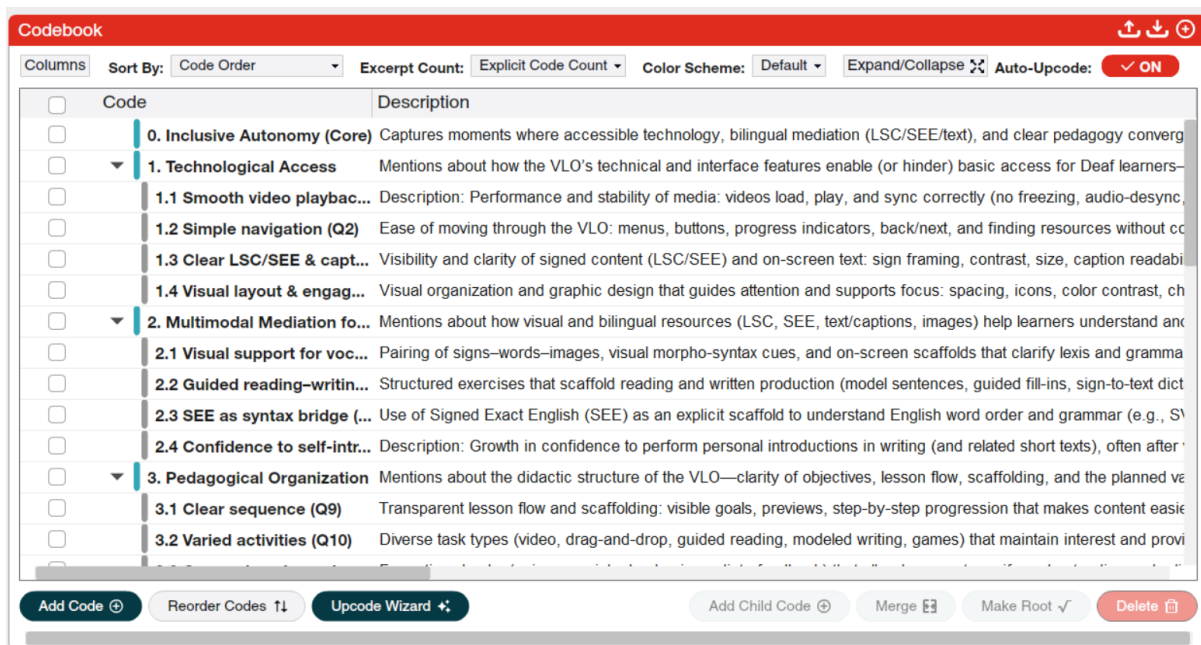 Codebook
Columns Sort By: Code Order Excerpt Count: Explicit Code Count Color Scheme: Default Expand/Collapse Auto-Upcode: ON
Code Description
0. Inclusive Autonomy (Core) Captures moments where accessible technology, bilingual mediation (LSC/SEE/text), and clear pedagogy converg
1. Technological Access Mentions about how the VLO's technical and interface features enable (or hinder) basic access for Deaf learners–
1.1 Smooth video playbac... Description: Performance and stability of media: videos load, play, and sync correctly (no freezing, audio-desync,
1.2 Simple navigation (Q2) Ease of moving through the VLO: menus, buttons, progress indicators, back/next, and finding resources without cc
1.3 Clear LSC/SEE & capt... Visibility and clarity of signed content (LSC/SEE) and on-screen text: sign framing, contrast, size, caption readabi
1.4 Visual layout & engag... Visual organization and graphic design that guides attention and supports focus: spacing, icons, color contrast, ch
2. Multimodal Mediation fo... Mentions about how visual and bilingual resources (LSC, SEE, text/captions, images) help learners understand and
2.1 Visual support for voc... Pairing of signs–words–images, visual morpho-syntax cues, and on-screen scaffolds that clarify lexis and gramma
2.2 Guided reading–writin... Structured exercises that scaffold reading and written production (model sentences, guided fill-ins, sign-to-text dict
2.3 SEE as syntax bridge (... Use of Signed Exact English (SEE) as an explicit scaffold to understand English word order and grammar (e.g., SV
2.4 Confidence to self-intr... Description: Growth in confidence to perform personal introductions in writing (and related short texts), often after
3. Pedagogical Organization Mentions about the didactic structure of the VLO—clarity of objectives, lesson flow, scaffolding, and the planned va
3.1 Clear sequence (Q9) Transparent lesson flow and scaffolding: visible goals, previews, step-by-step progression that makes content easie
3.2 Varied activities (Q10) Diverse task types (video, drag-and-drop, guided reading, modeled writing, games) that maintain interest and provi
Add Code Reorder Codes Upcode Wizard Add Child Code Merge Make Root Delete